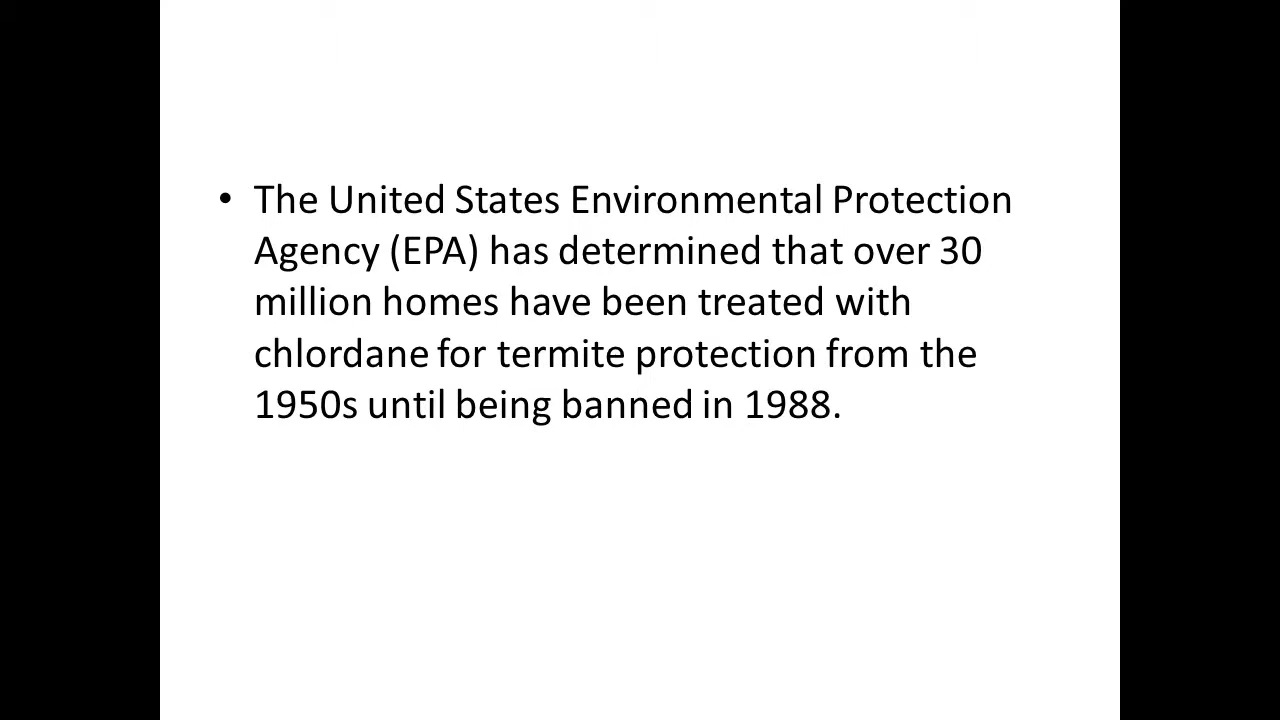 • The United States Environmental Protection
Agency (EPA) has determined that over 30
million homes have been treated with
chlordane for termite protection from the
1950s until being banned in 1988.